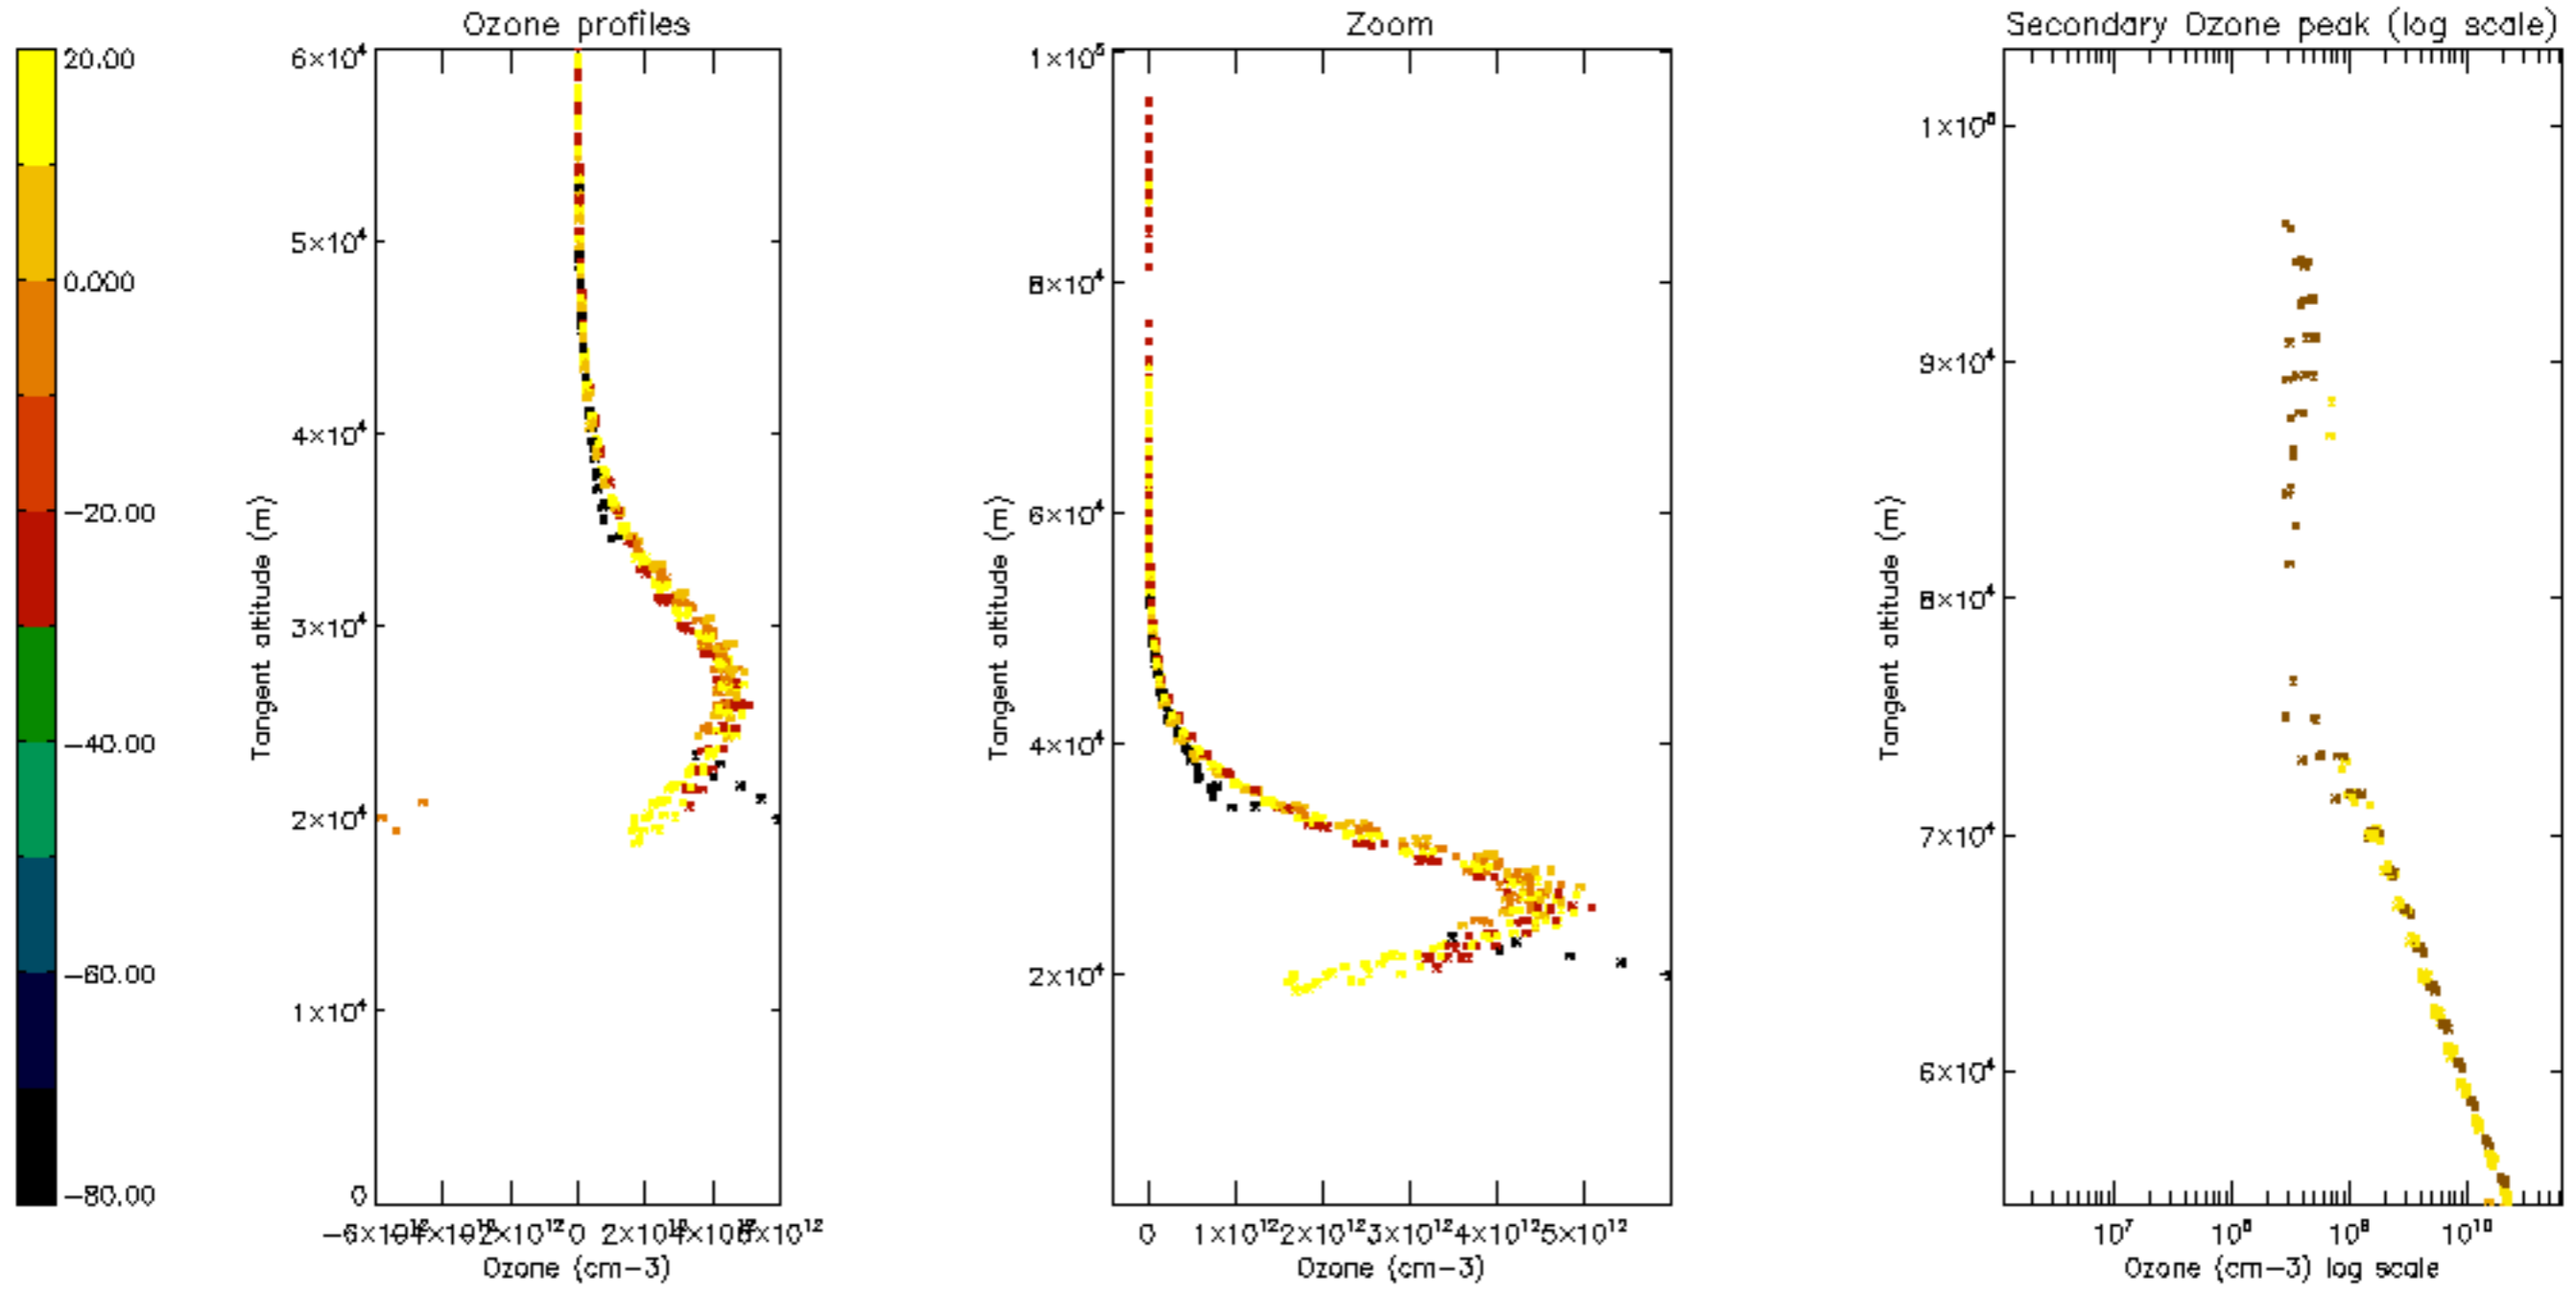 Ozone profiles
Zoom
Secondary Ozone peak (log scale)
20.00
0.000
−20.00
−40.00
−60.00
−80.00
6×10⁴
5×10⁴
4×10⁴
3×10⁴
2×10⁴
1×10⁴
0
Tangent altitude (m)
0
Ozone (cm−3)
1×10⁵
8×10⁴
6×10⁴
4×10⁴
2×10⁴
Tangent altitude (m)
0 1×10¹² 2×10¹² 3×10¹² 4×10¹² 5×10¹²
Ozone (cm−3)
9×10⁴
8×10⁴
7×10⁴
6×10⁴
Tangent altitude (m)
10⁷ 10⁸ 10⁹ 10¹⁰
Ozone (cm−3) log scale